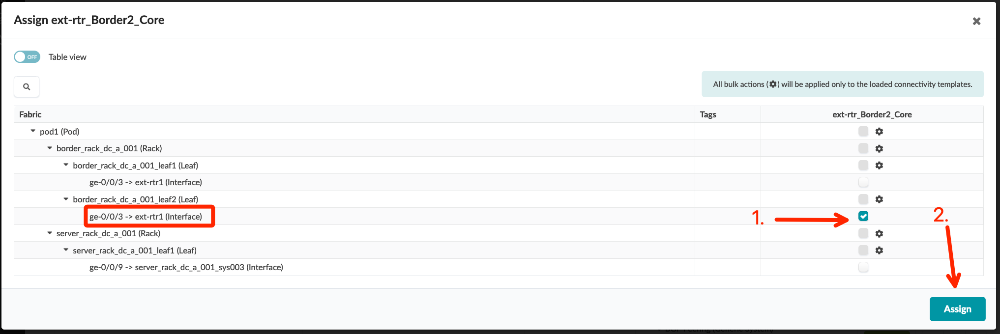 Assign ext-rtr_Border2_Core
OFF Table view
All bulk actions () will be applied only to the loaded connectivity templates.
Fabric Tags ext-rtr_Border2_Core
pod1 (Pod)
border_rack_dc_a_001 (Rack)
border_rack_dc_a_001_leaf1 (Leaf)
ge-0/0/3 -> ext-rtr1 (Interface)
border_rack_dc_a_001_leaf2 (Leaf)
ge-0/0/3 -> ext-rtr1 (Interface) 1. 2.
server_rack_dc_a_001 (Rack)
server_rack_dc_a_001_leaf1 (Leaf)
ge-0/0/9 -> server_rack_dc_a_001_sys003 (Interface)
Assign